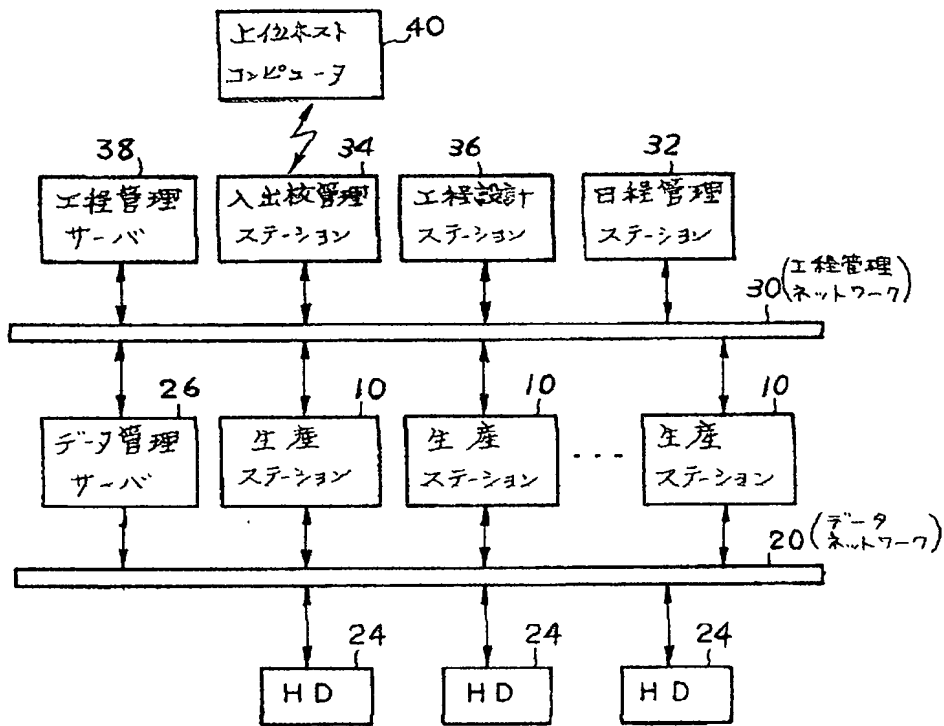 上位ホスト
コンピュータ
40
38
34
36
32
工程管理
サーバ
入出校管理
ステーション
工程設計
ステーション
日程管理
ステーション
30(工程管理
ネットワーク)
26
10
10
10
データ管理
サーバ
生産
ステーション
生産
ステーション
...
生産
ステーション
20(データ
ネットワーク)
24
24
24
HD
HD
HD